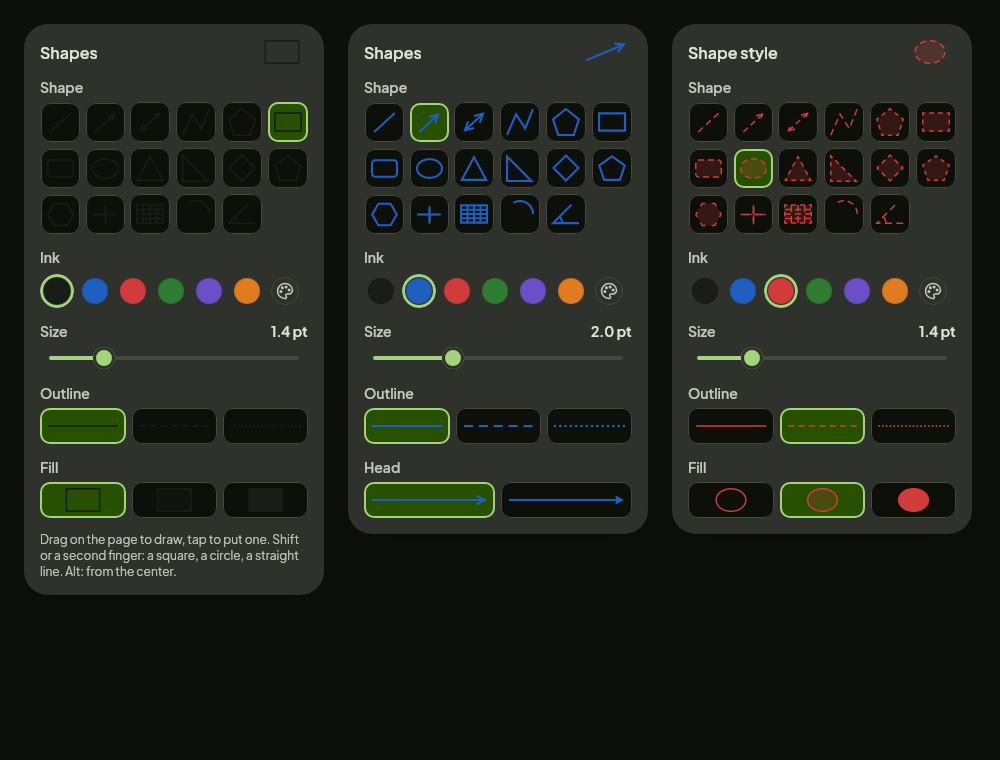 Shapes
Shape
Ink
Size 1.4 pt
Outline
Fill
Drag on the page to draw, tap to put one. Shift
or a second finger: a square, a circle, a straight
line. Alt: from the center.
Shapes
Shape
Ink
Size 2.0 pt
Outline
Head
Shape style
Shape
Ink
Size 1.4 pt
Outline
Fill